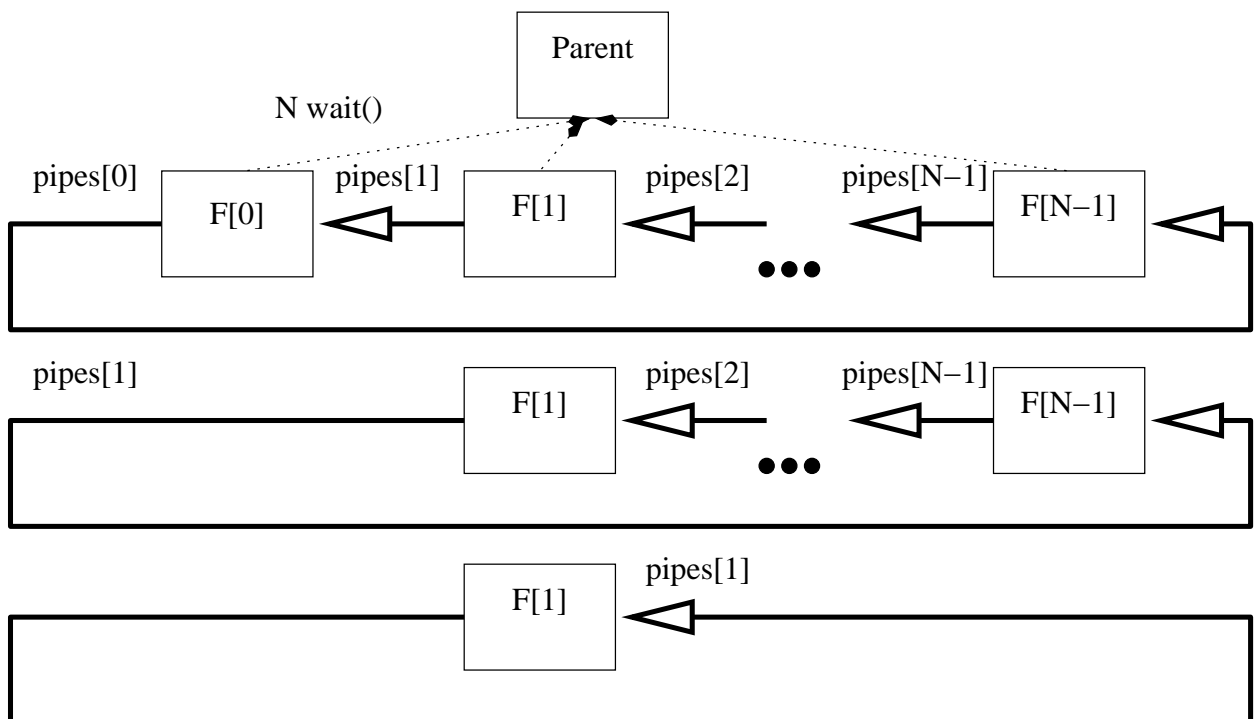 Parent
N wait()
pipes[0] pipes[1] pipes[2] pipes[N−1]
F[0] F[1] F[N−1]
pipes[1] pipes[2] pipes[N−1]
F[1] F[N−1]
pipes[1]
F[1]